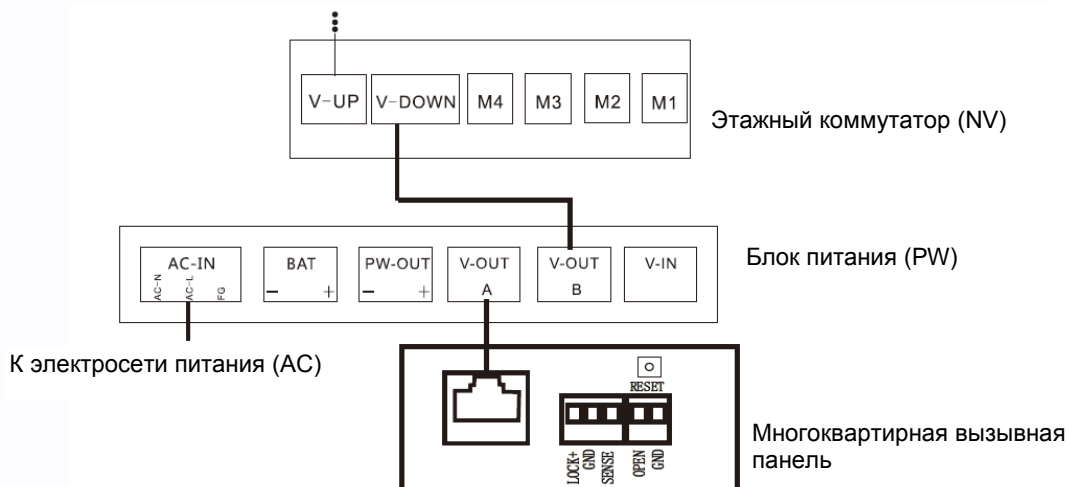 V-UP V-DOWN M4 M3 M2 M1
Этажный коммутатор (NV)
AC-IN BAT PW-OUT V-OUT V-OUT V-IN
AC-N AC-L FG - + - + A B
Блок питания (PW)
К электросети питания (AC)
RESET
LOCK+ GND SENSE OPEN GND
Многоквартирная вызывная
панель